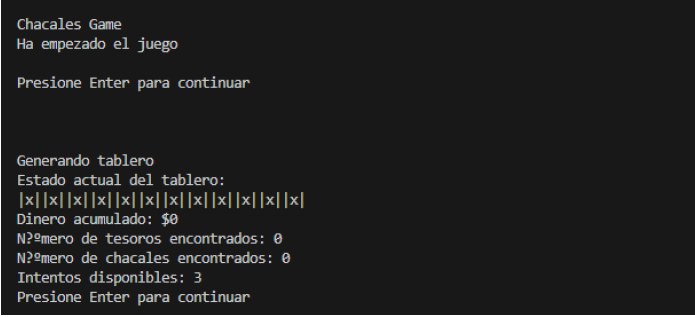 Chacales Game
Ha empezado el juego
Presione Enter para continuar
Generando tablero
Estado actual del tablero:
|x||x||x||x||x||x||x||x||x||x||x||x|
Dinero acumulado: $0
N?ºmero de tesoros encontrados: 0
N?ºmero de chacales encontrados: 0
Intentos disponibles: 3
Presione Enter para continuar